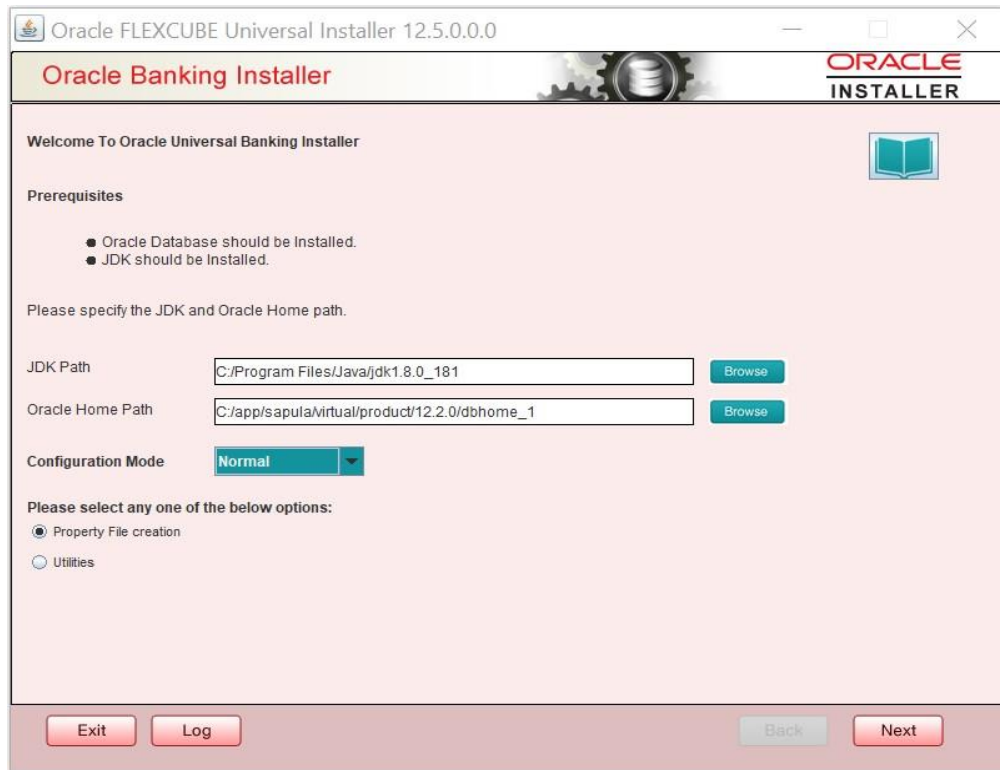 Oracle FLEXCUBE Universal Installer 12.5.0.0.0
Oracle Banking Installer
ORACLE
INSTALLER
Welcome To Oracle Universal Banking Installer
Prerequisites
Oracle Database should be Installed.
JDK should be Installed.
Please specify the JDK and Oracle Home path.
JDK Path
C:/Program Files/Java/jdk1.8.0_181
Browse
Oracle Home Path
C:/app/sapula/virtual/product/12.2.0/dbhome_1
Browse
Configuration Mode
Normal
Please select any one of the below options:
Property File creation
Utilities
Exit
Log
Back
Next